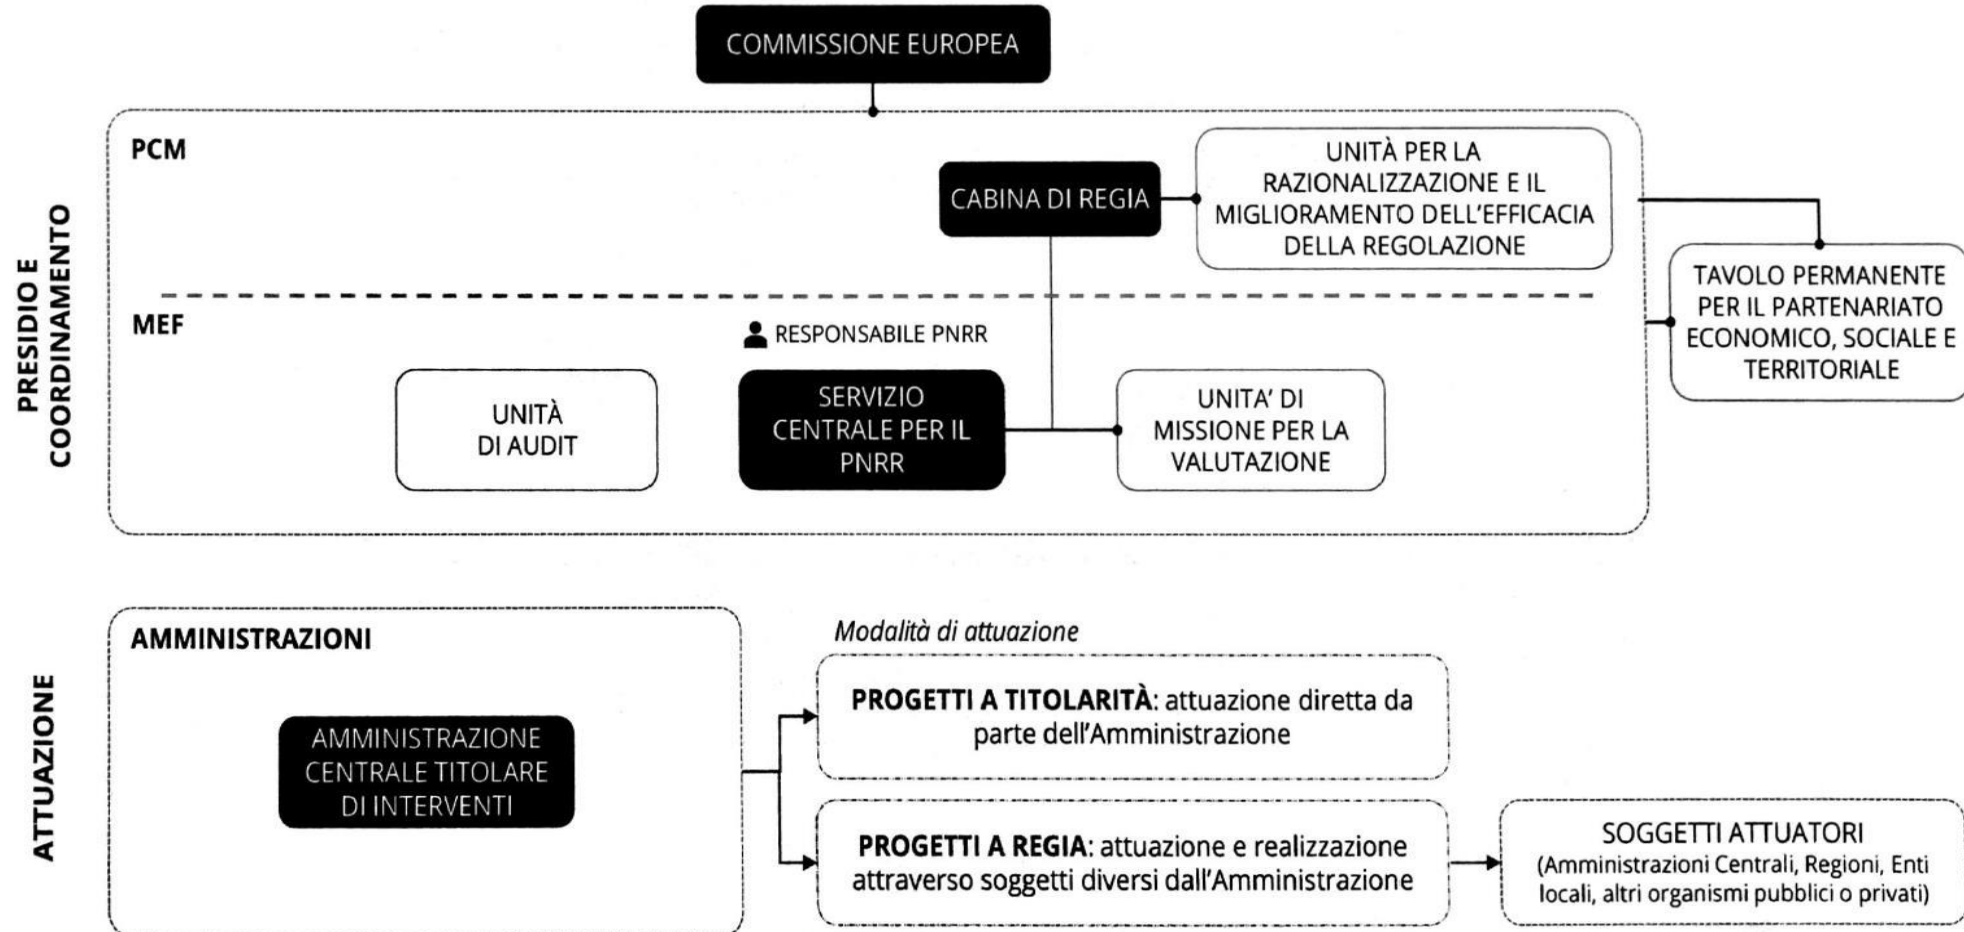 COMMISSIONE EUROPEA
PRESIDIO E
COORDINAMENTO
PCM
CABINA DI REGIA
UNITÀ PER LA
RAZIONALIZZAZIONE E IL
MIGLIORAMENTO DELL'EFFICACIA
DELLA REGOLAZIONE
TAVOLO PERMANENTE
PER IL PARTENARIATO
ECONOMICO, SOCIALE E
TERRITORIALE
MEF
RESPONSABILE PNRR
UNITÀ
DI AUDIT
SERVIZIO
CENTRALE PER IL
PNRR
UNITA' DI
MISSIONE PER LA
VALUTAZIONE
ATTUAZIONE
AMMINISTRAZIONI
AMMINISTRAZIONE
CENTRALE TITOLARE
DI INTERVENTI
Modalità di attuazione
PROGETTI A TITOLARITÀ: attuazione diretta da
parte dell'Amministrazione
PROGETTI A REGIA: attuazione e realizzazione
attraverso soggetti diversi dall'Amministrazione
SOGGETTI ATTUATORI
(Amministrazioni Centrali, Regioni, Enti
locali, altri organismi pubblici o privati)